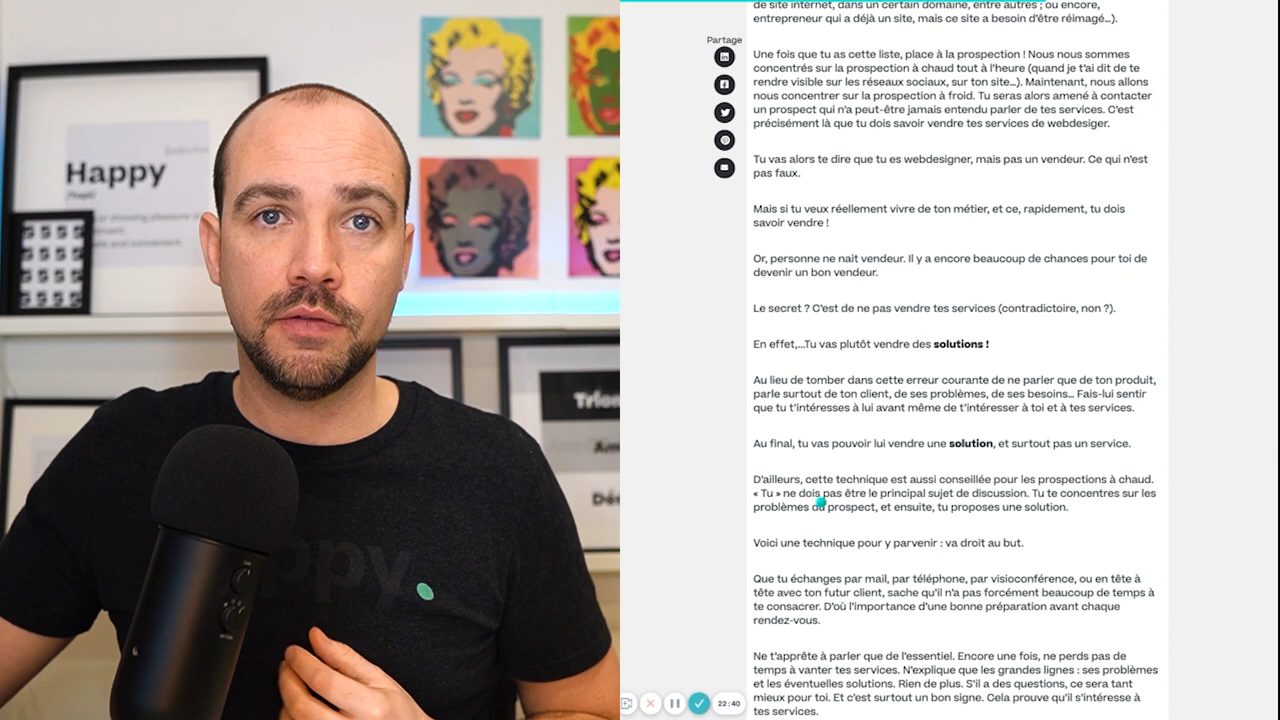 Happy
ppy.
Trion
Dé
Partage
de site internet, dans un certain domaine, entre autres ; ou encore,
entrepreneur qui a déjà un site, mais ce site a besoin d'être réimagé…).
Une fois que tu as cette liste, place à la prospection ! Nous nous sommes
concentrés sur la prospection à chaud tout à l'heure (quand je t'ai dit de te
rendre visible sur les réseaux sociaux, sur ton site…). Maintenant, nous allons
nous concentrer sur la prospection à froid. Tu seras alors amené à contacter
un prospect qui n'a peut-être jamais entendu parler de tes services. C'est
précisément là que tu dois savoir vendre tes services de webdesiger.
Tu vas alors te dire que tu es webdesigner, mais pas un vendeur. Ce qui n'est
pas faux.
Mais si tu veux réellement vivre de ton métier, et ce, rapidement, tu dois
savoir vendre !
Or, personne ne nait vendeur. Il y a encore beaucoup de chances pour toi de
devenir un bon vendeur.
Le secret ? C'est de ne pas vendre tes services (contradictoire, non ?).
En effet,…Tu vas plutôt vendre des solutions !
Au lieu de tomber dans cette erreur courante de ne parler que de ton produit,
parle surtout de ton client, de ses problèmes, de ses besoins… Fais-lui sentir
que tu t'intéresses à lui avant même de t'intéresser à toi et à tes services.
Au final, tu vas pouvoir lui vendre une solution, et surtout pas un service.
D'ailleurs, cette technique est aussi conseillée pour les prospections à chaud.
« Tu » ne dois pas être le principal sujet de discussion. Tu te concentres sur les
problèmes du prospect, et ensuite, tu proposes une solution.
Voici une technique pour y parvenir : va droit au but.
Que tu échanges par mail, par téléphone, par visioconférence, ou en tête à
tête avec ton futur client, sache qu'il n'a pas forcément beaucoup de temps à
te consacrer. D'où l'importance d'une bonne préparation avant chaque
rendez-vous.
Ne t'apprête à parler que de l'essentiel. Encore une fois, ne perds pas de
temps à vanter tes services. N'explique que les grandes lignes : ses problèmes
et les éventuelles solutions. Rien de plus. S'il a des questions, ce sera tant
mieux pour toi. Et c'est surtout un bon signe. Cela prouve qu'il s'intéresse à
tes services.
22:40